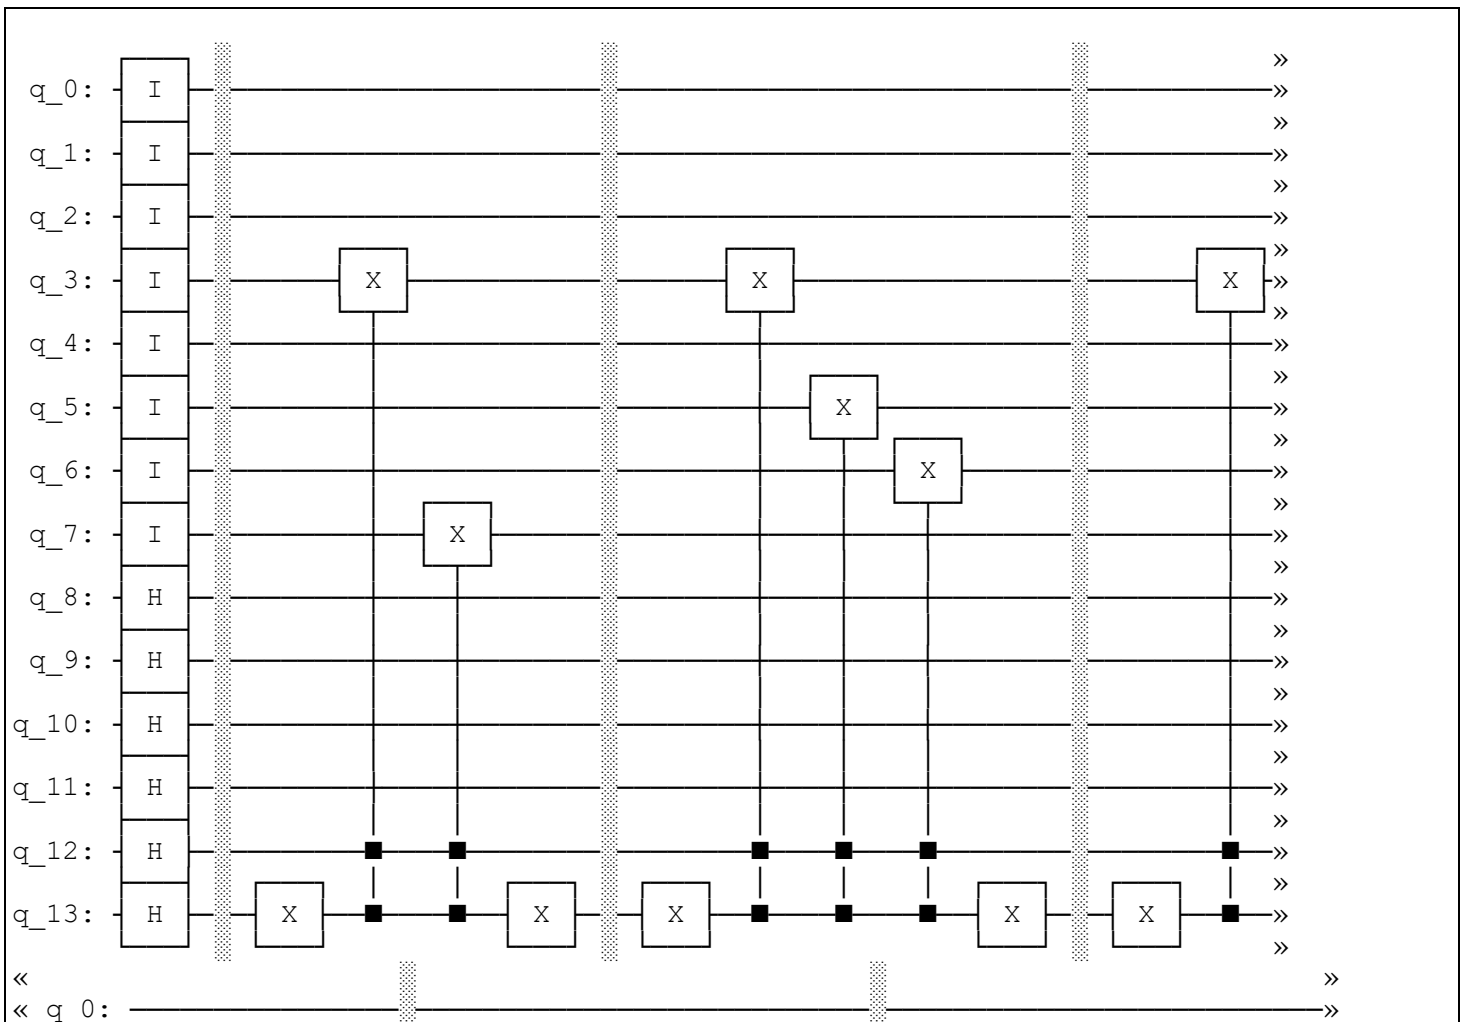 »
q_0: I »
»
q_1: I »
»
q_2: I »
»
q_3: I X X X »
»
q_4: I »
»
q_5: I X »
»
q_6: I X »
»
q_7: I X »
»
q_8: H »
»
q_9: H »
»
q_10: H »
»
q_11: H »
»
q_12: H »
»
q_13: H X X X X X »
»
« »
« q_0: »